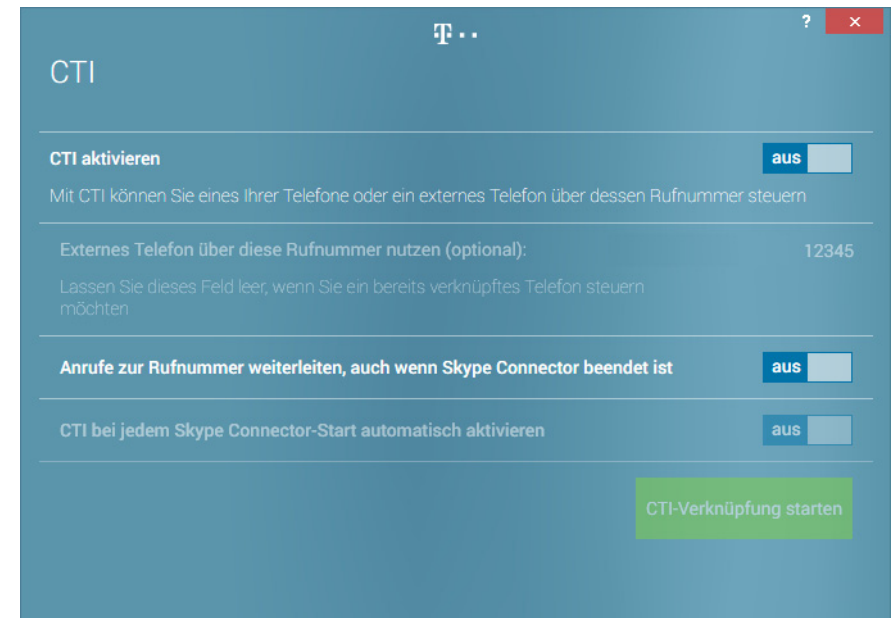 T
?
CTI
CTI aktivieren
aus
Mit CTI können Sie eines Ihrer Telefone oder ein externes Telefon über dessen Rufnummer steuern
Externes Telefon über diese Rufnummer nutzen (optional):
12345
Lassen Sie dieses Feld leer, wenn Sie ein bereits verknüpftes Telefon steuern
möchten
Anrufe zur Rufnummer weiterleiten, auch wenn Skype Connector beendet ist
aus
CTI bei jedem Skype Connector-Start automatisch aktivieren
aus
CTI-Verknüpfung starten